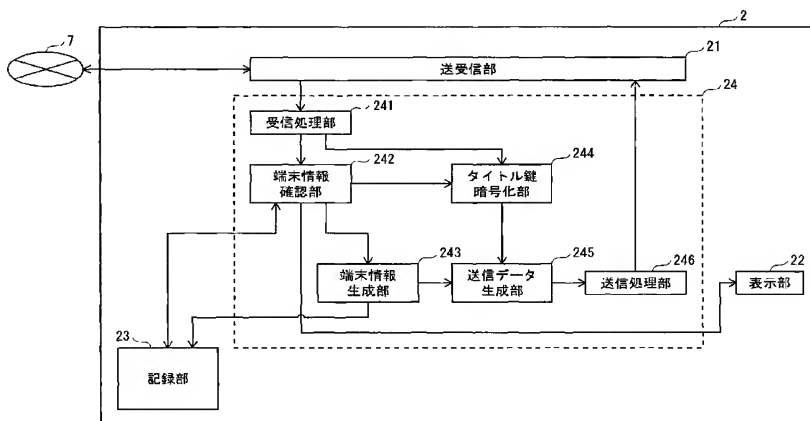 2
7
21
送受信部
24
241
受信処理部
242
244
端末情報
確認部
タイトル鍵
暗号化部
243
245
246
22
端末情報
生成部
送信データ
生成部
送信処理部
表示部
23
記録部